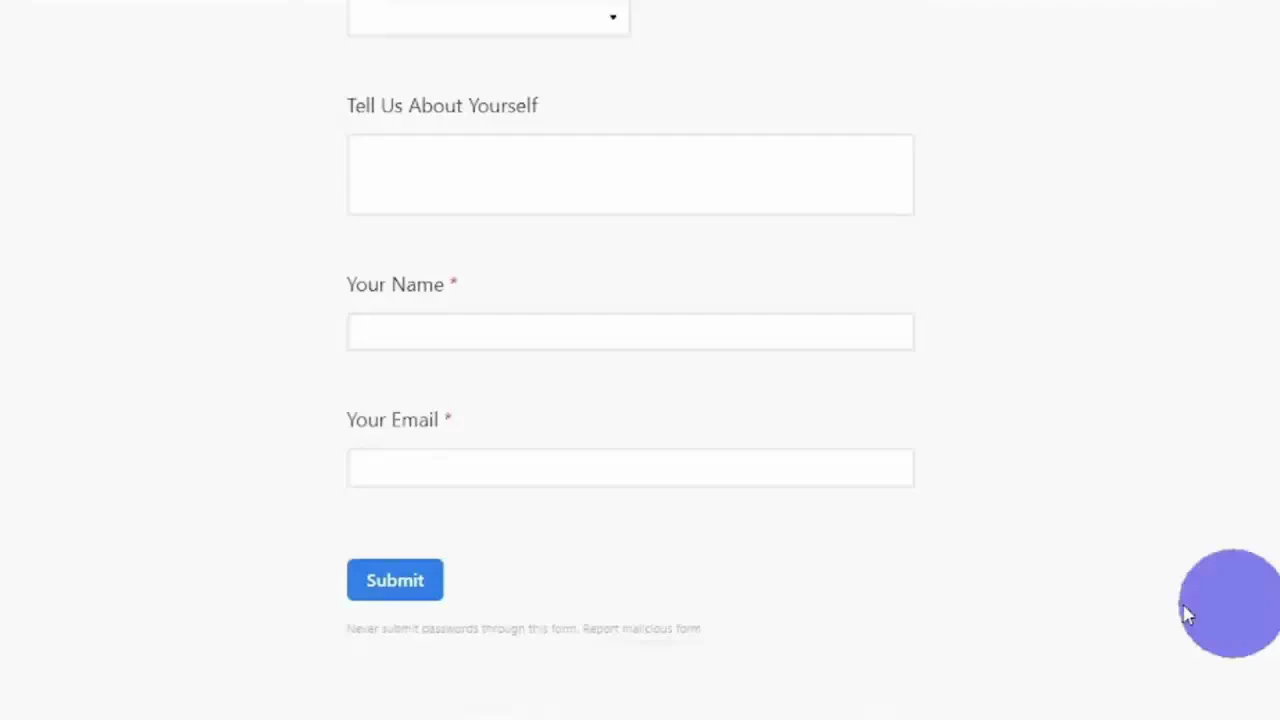 Tell Us About Yourself
Your Name *
Your Email *
Submit
Never submit passwords through this form. Report malicious form